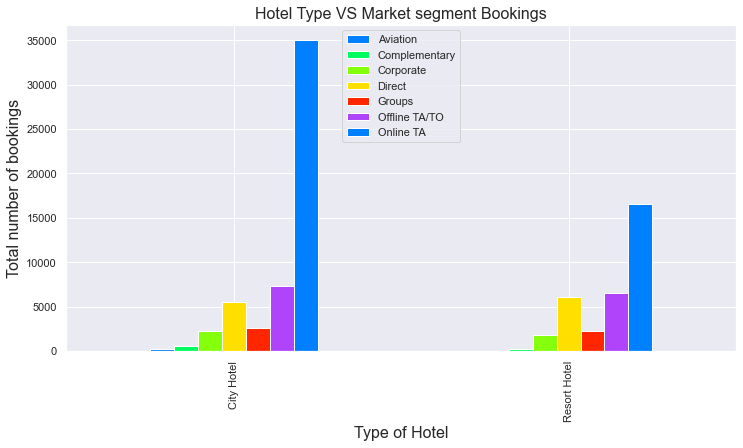 Hotel Type VS Market segment Bookings
Aviation
Complementary
Corporate
Direct
Groups
Offline TA/TO
Online TA
Total number of bookings
35000
30000
25000
20000
15000
10000
5000
0
City Hotel
Resort Hotel
Type of Hotel